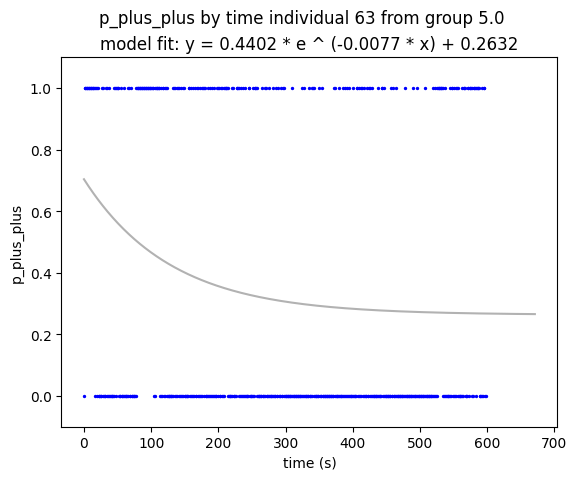 p_plus_plus by time individual 63 from group 5.0
model fit: y = 0.4402 * e ^ (-0.0077 * x) + 0.2632
1.0
0.8
0.6
0.4
0.2
0.0
p_plus_plus
0 100 200 300 400 500 600 700
time (s)